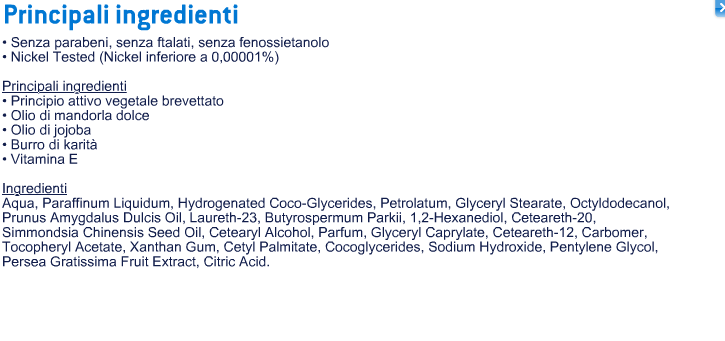 Principali ingredienti
• Senza parabeni, senza ftalati, senza fenossietanolo
• Nickel Tested (Nickel inferiore a 0,00001%)
Principali ingredienti
• Principio attivo vegetale brevettato
• Olio di mandorla dolce
• Olio di jojoba
• Burro di karità
• Vitamina E
Ingredienti
Aqua, Paraffinum Liquidum, Hydrogenated Coco-Glycerides, Petrolatum, Glyceryl Stearate, Octyldodecanol,
Prunus Amygdalus Dulcis Oil, Laureth-23, Butyrospermum Parkii, 1,2-Hexanediol, Ceteareth-20,
Simmondsia Chinensis Seed Oil, Cetearyl Alcohol, Parfum, Glyceryl Caprylate, Ceteareth-12, Carbomer,
Tocopheryl Acetate, Xanthan Gum, Cetyl Palmitate, Cocoglycerides, Sodium Hydroxide, Pentylene Glycol,
Persea Gratissima Fruit Extract, Citric Acid.